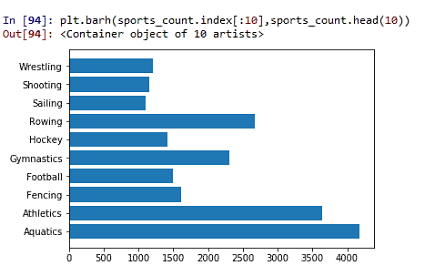 In [94]: plt.barh(sports_count.index[:10],sports_count.head(10))
Out[94]: <Container object of 10 artists>
Wrestling
Shooting
Sailing
Rowing
Hockey
Gymnastics
Football
Fencing
Athletics
Aquatics
0 500 1000 1500 2000 2500 3000 3500 4000